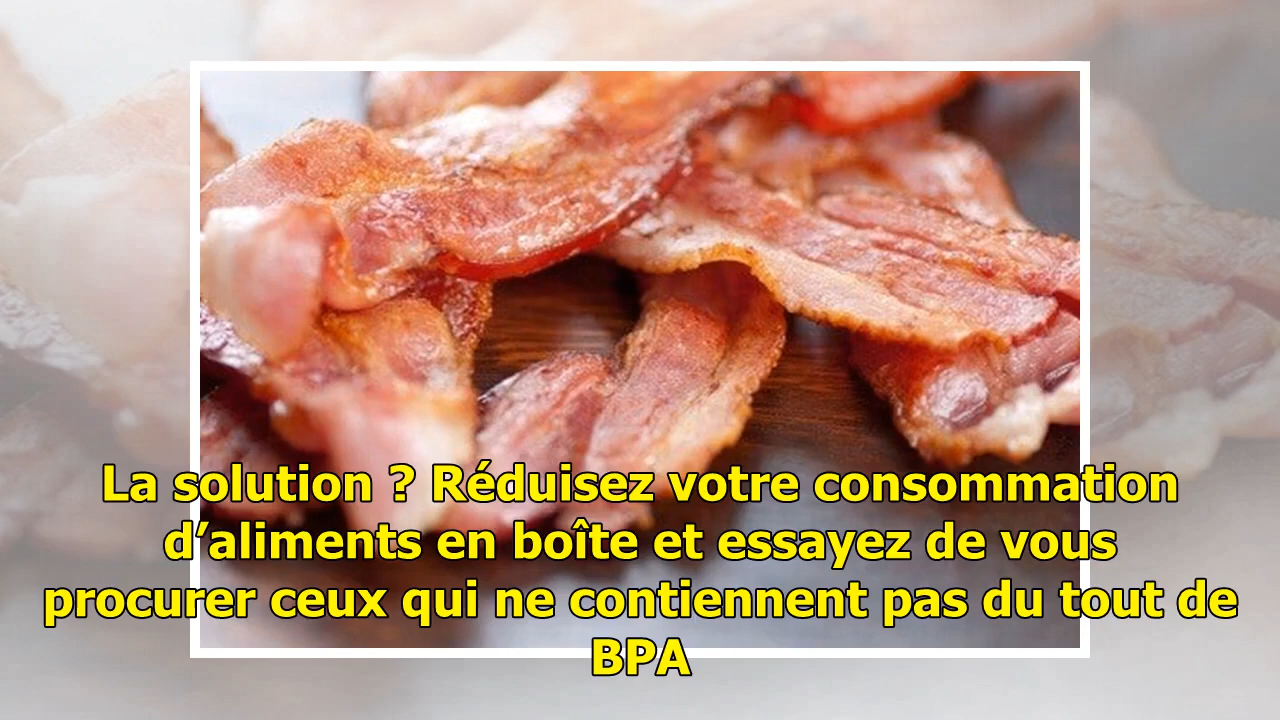 La solution ? Réduisez votre consommation
d’aliments en boîte et essayez de vous
procurer ceux qui ne contiennent pas du tout de
BPA